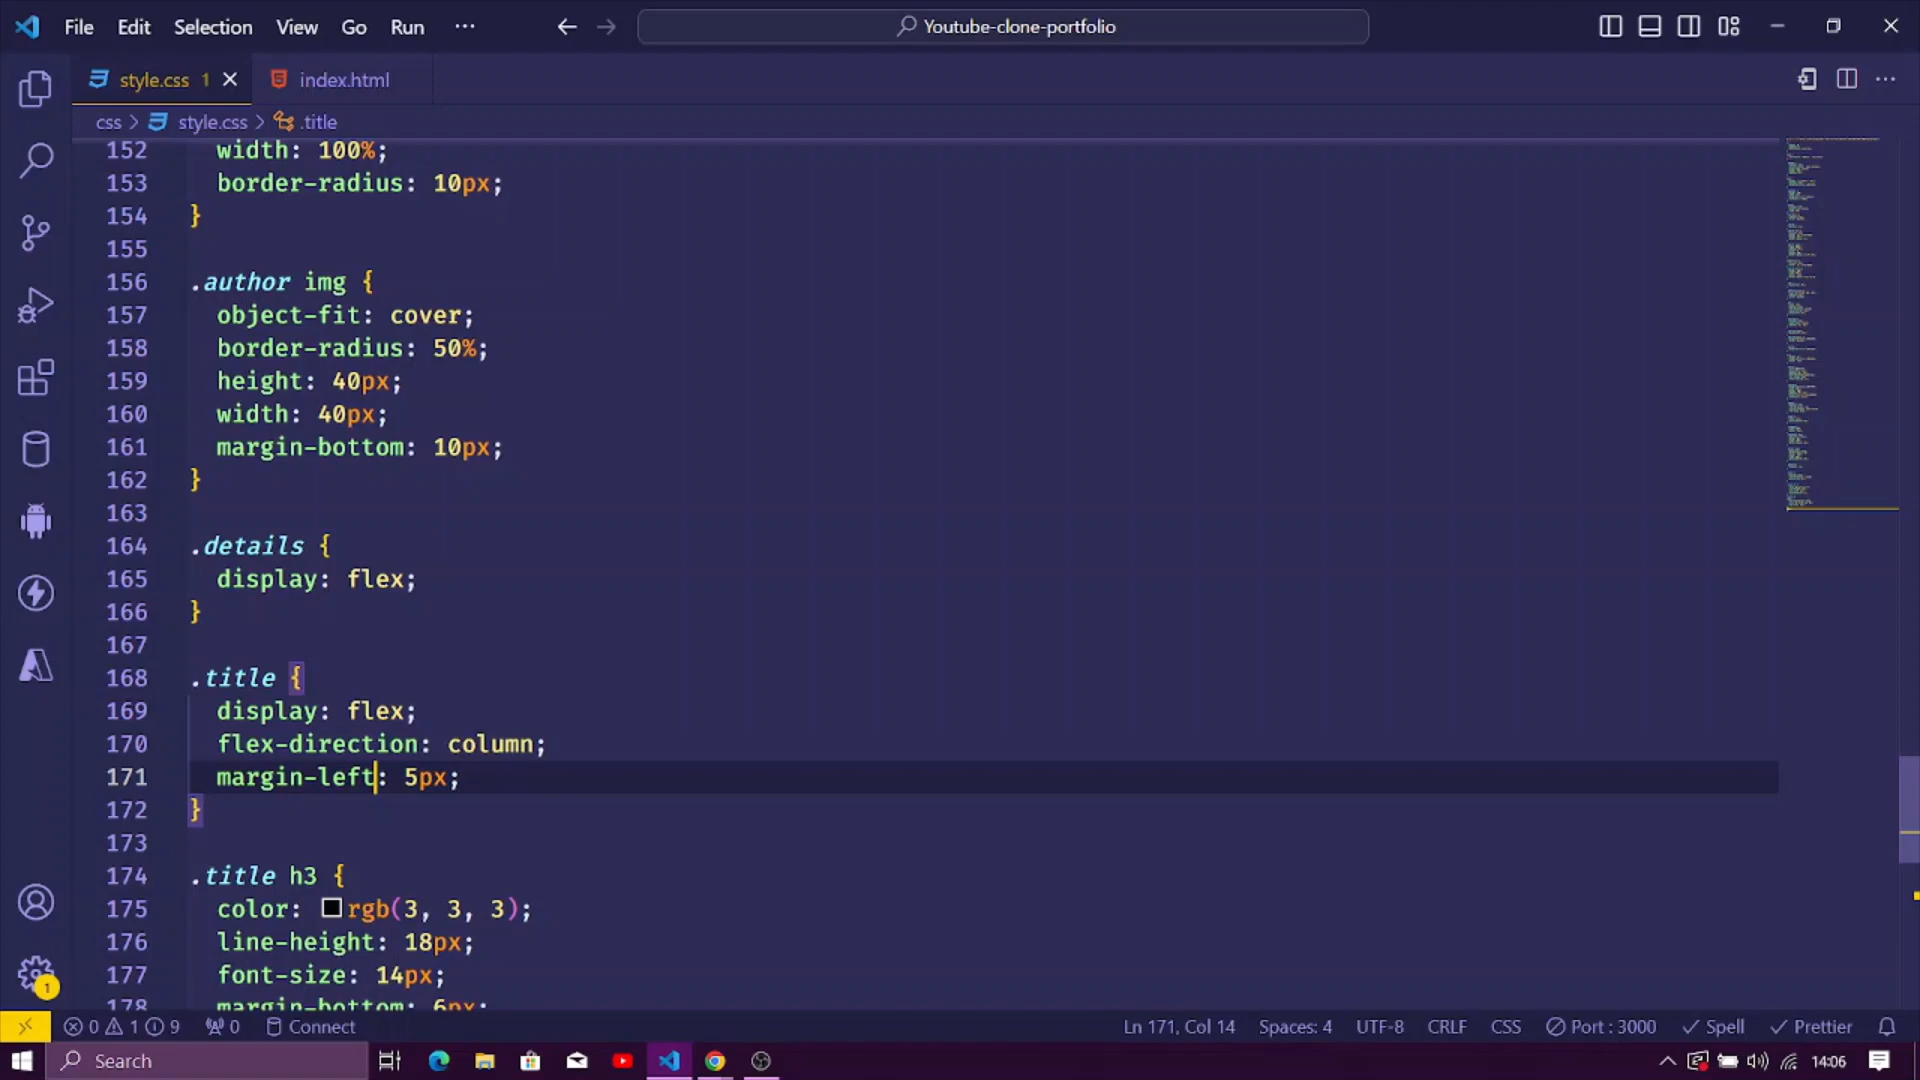 File Edit Selection View Go Run ··· Youtube-clone-portfolio
style.css 1 index.html
css > style.css > .title
152 width: 100%;
153 border-radius: 10px;
154 }
155
156 .author img {
157 object-fit: cover;
158 border-radius: 50%;
159 height: 40px;
160 width: 40px;
161 margin-bottom: 10px;
162 }
163
164 .details {
165 display: flex;
166 }
167
168 .title {
169 display: flex;
170 flex-direction: column;
171 margin-left: 5px;
172 }
173
174 .title h3 {
175 color: rgb(3, 3, 3);
176 line-height: 18px;
177 font-size: 14px;
178 margin-bottom: 6px;
1
0 1 9 0 Connect Ln 171, Col 14 Spaces: 4 UTF-8 CRLF CSS Port : 3000 Spell Prettier
Search 14:06